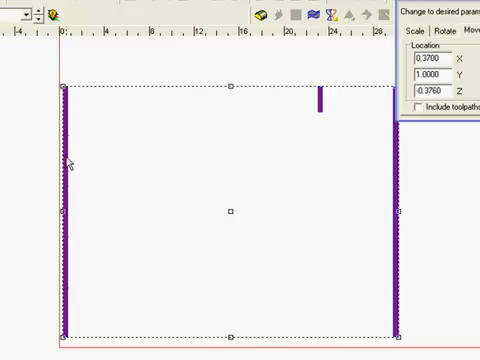 Change to desired param
Scale Rotate Move
-4 0 4 8 12 16 20 24 28
Location
0.3700 X
1.0000 Y
-0.3760 Z
Include toolpaths